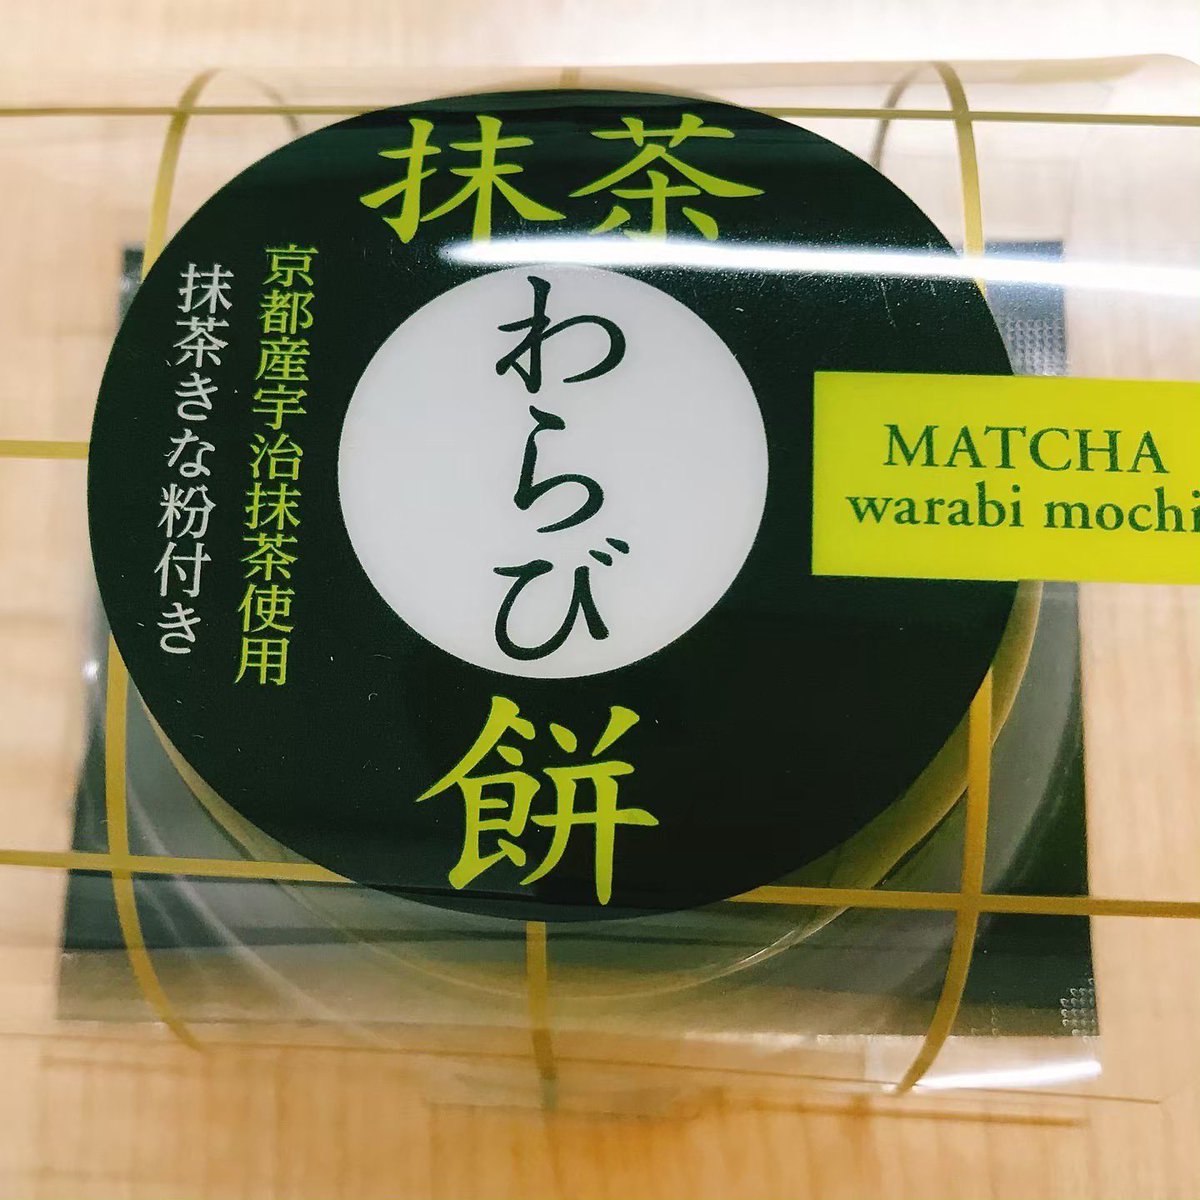 抹茶
わらび
餅
京都産宇治抹茶使用
抹茶きな粉付き
MATCHA
warabi mochi